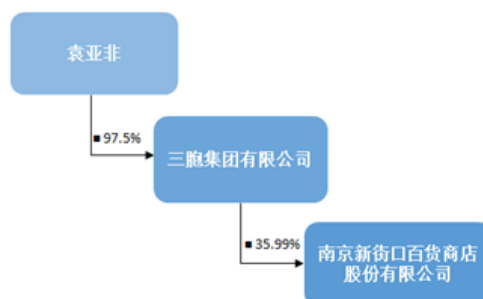 袁亚非
■ 97.5%
三胞集团有限公司
■ 35.99%
南京新街口百货商店
股份有限公司